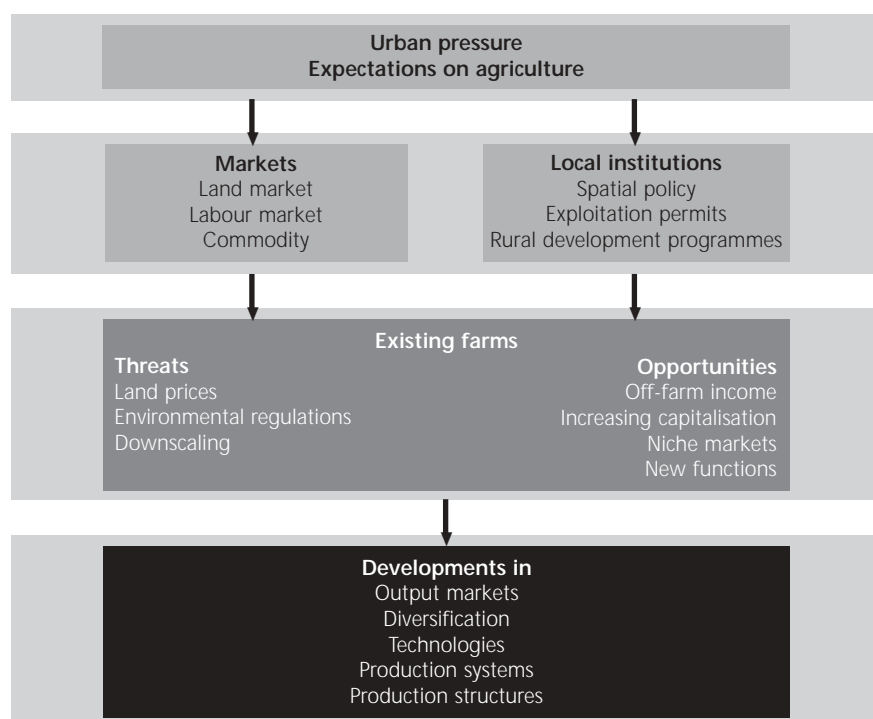 Urban pressure
Expectations on agriculture
Markets
Land market
Labour market
Commodity
Local institutions
Spatial policy
Exploitation permits
Rural development programmes
Existing farms
Threats
Land prices
Environmental regulations
Downscaling
Opportunities
Off-farm income
Increasing capitalisation
Niche markets
New functions
Developments in
Output markets
Diversification
Technologies
Production systems
Production structures